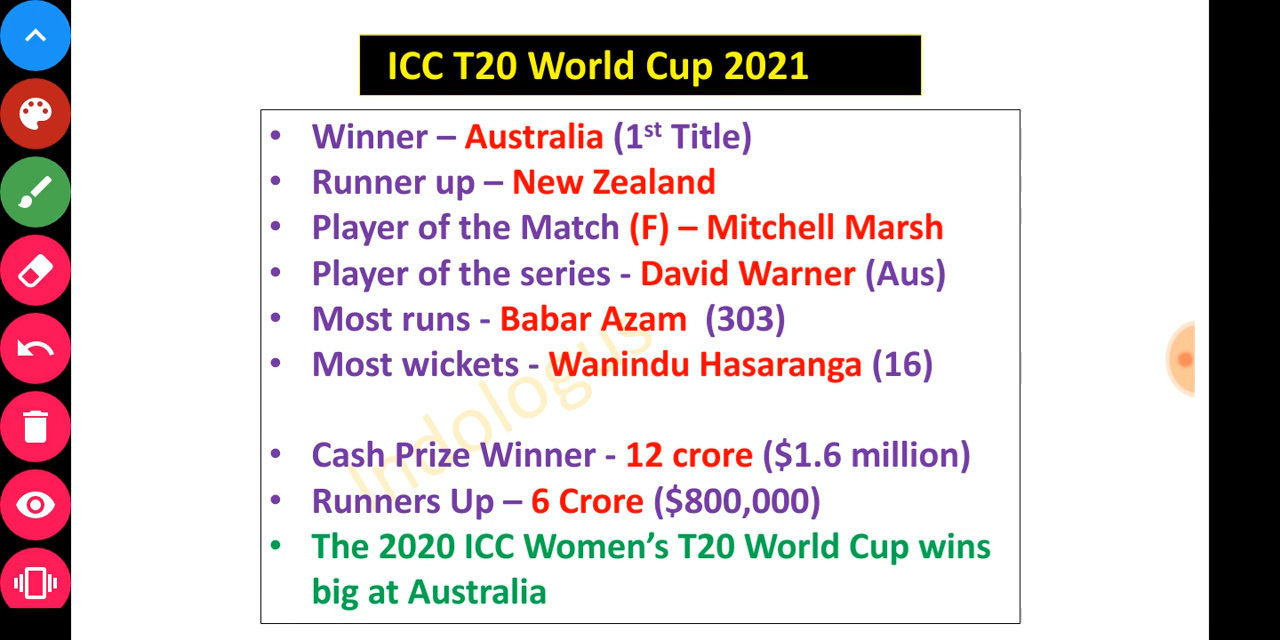 ICC T20 World Cup 2021
• Winner – Australia (1st Title)
• Runner up – New Zealand
• Player of the Match (F) – Mitchell Marsh
• Player of the series - David Warner (Aus)
• Most runs - Babar Azam (303)
• Most wickets - Wanindu Hasaranga (16)
• Cash Prize Winner - 12 crore ($1.6 million)
• Runners Up – 6 Crore ($800,000)
• The 2020 ICC Women's T20 World Cup wins
big at Australia